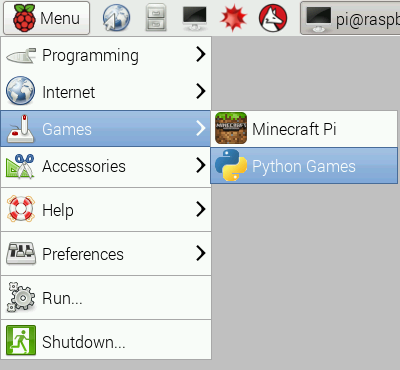 Menu
pi@raspb
Programming
Internet
Games
Minecraft Pi
Accessories
Python Games
Help
Preferences
Run...
Shutdown...